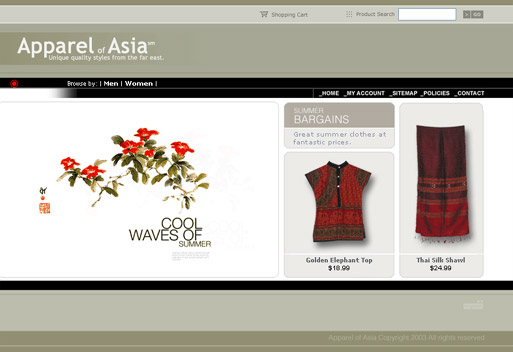 Shopping Cart
Product Search
GO
Apparel of Asia sm
Unique quality styles from the far east.
Browse by: | Men | Women |
_HOME _MY ACCOUNT _SITEMAP _POLICIES _CONTACT
SUMMER
BARGAINS
Great summer clothes at
fantastic prices.
COOL
WAVES OF
SUMMER
Golden Elephant Top
$18.99
Thai Silk Shawl
$24.99
Apparel of Asia Copyright 2003 All rights reserved.